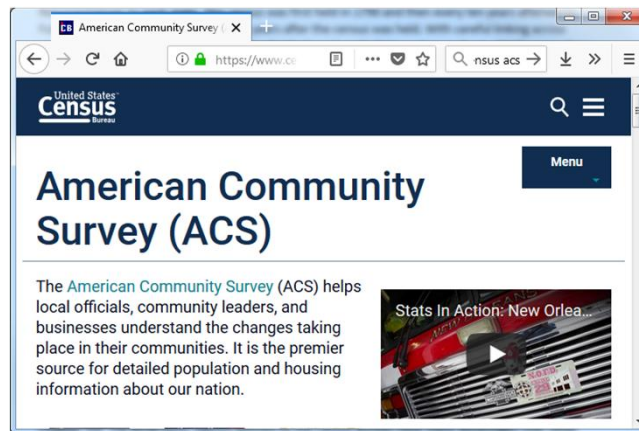 American Community Survey (
https://www.ce
nsus acs
United States™
Census
Bureau
Menu
American Community
Survey (ACS)
The American Community Survey (ACS) helps
local officials, community leaders, and
businesses understand the changes taking
place in their communities. It is the premier
source for detailed population and housing
information about our nation.
Stats In Action: New Orlea...
N.O.F.D.